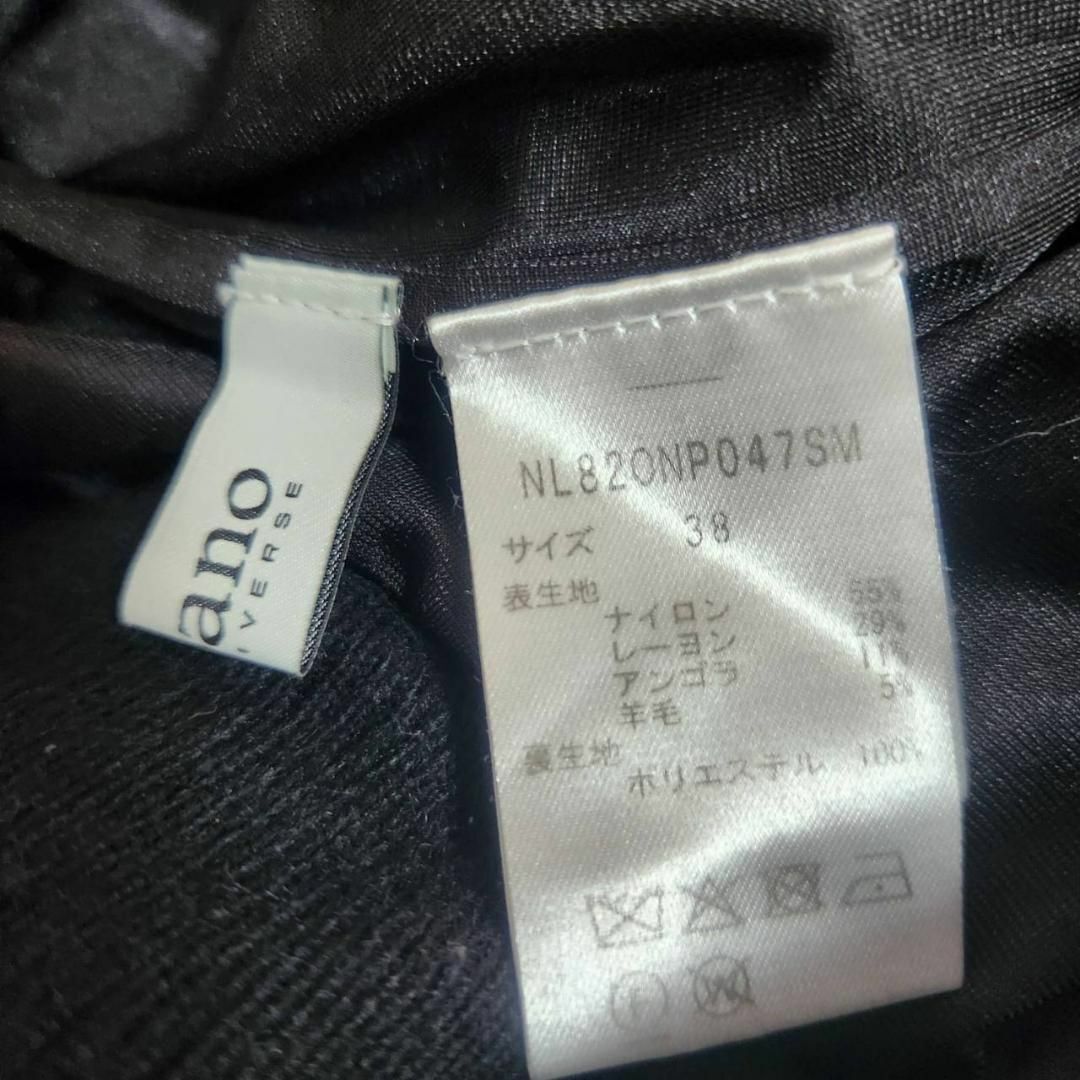 ano
IVERSE
NL820NP047SM
サイズ 38
表生地
ナイロン 55%
レーヨン 29%
アンゴラ 11%
羊毛 5%
裏生地
ポリエステル 100%